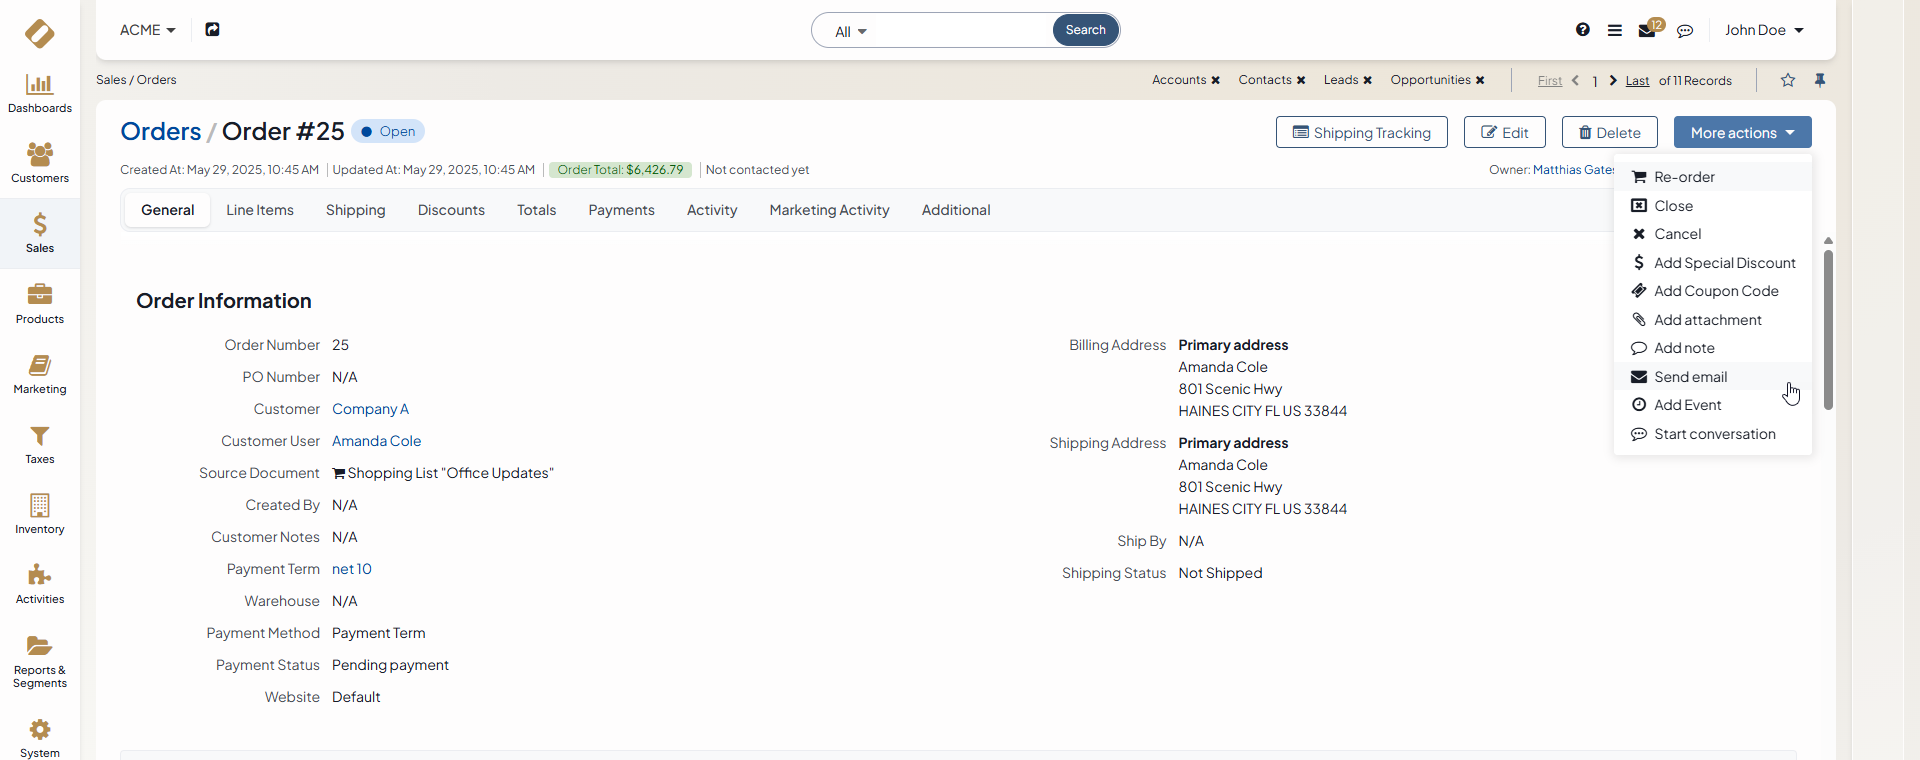 ACME
All
Search
12
John Doe
Dashboards
Customers
Sales
Products
Marketing
Taxes
Inventory
Activities
Reports &
Segments
System
Sales / Orders
Accounts
Contacts
Leads
Opportunities
First 1 Last of 11 Records
Orders / Order #25 Open
Shipping Tracking
Edit
Delete
More actions
Created At: May 29, 2025, 10:45 AM Updated At: May 29, 2025, 10:45 AM Order Total: $6,426.79 Not contacted yet
Owner: Matthias Gates
General Line Items Shipping Discounts Totals Payments Activity Marketing Activity Additional
Re-order
Close
Cancel
Add Special Discount
Add Coupon Code
Add attachment
Add note
Send email
Add Event
Start conversation
Order Information
Order Number 25
PO Number N/A
Customer Company A
Customer User Amanda Cole
Source Document Shopping List "Office Updates"
Created By N/A
Customer Notes N/A
Payment Term net 10
Warehouse N/A
Payment Method Payment Term
Payment Status Pending payment
Website Default
Billing Address Primary address
Amanda Cole
801 Scenic Hwy
HAINES CITY FL US 33844
Shipping Address Primary address
Amanda Cole
801 Scenic Hwy
HAINES CITY FL US 33844
Ship By N/A
Shipping Status Not Shipped